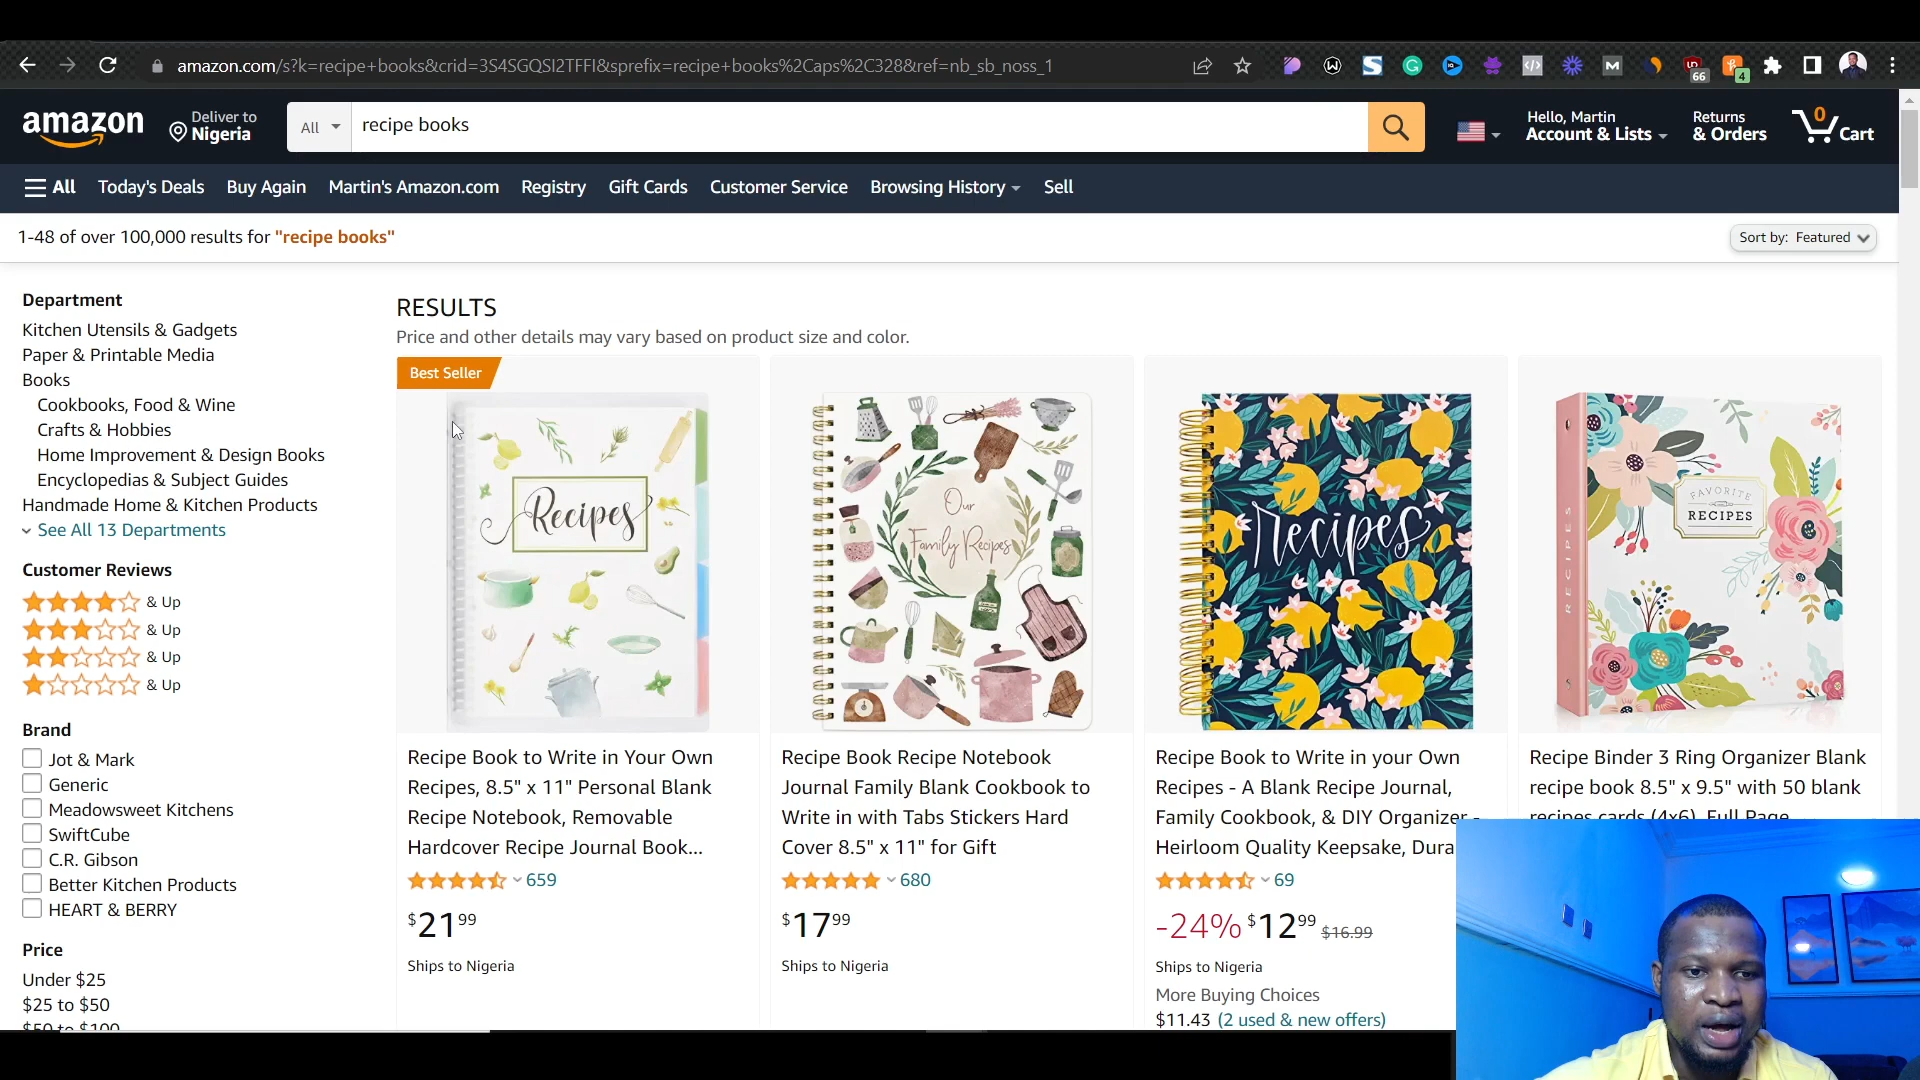 amazon.com/s?k=recipe+books&crid=3S4SGQSI2TFFI&sprefix=recipe+books%2Caps%2C328&ref=nb_sb_noss_1
66
4
amazon
Deliver to
Nigeria
All
recipe books
Hello, Martin
Account & Lists
Returns
& Orders
0
Cart
All
Today's Deals
Buy Again
Martin's Amazon.com
Registry
Gift Cards
Customer Service
Browsing History
Sell
1-48 of over 100,000 results for "recipe books"
Sort by: Featured
Department
Kitchen Utensils & Gadgets
Paper & Printable Media
Books
Cookbooks, Food & Wine
Crafts & Hobbies
Home Improvement & Design Books
Encyclopedias & Subject Guides
Handmade Home & Kitchen Products
See All 13 Departments
Customer Reviews
& Up
& Up
& Up
& Up
Brand
Jot & Mark
Generic
Meadowsweet Kitchens
SwiftCube
C.R. Gibson
Better Kitchen Products
HEART & BERRY
Price
Under $25
$25 to $50
$50 to $100
RESULTS
Price and other details may vary based on product size and color.
Best Seller
Recipes
Recipe Book to Write in Your Own
Recipes, 8.5" x 11" Personal Blank
Recipe Notebook, Removable
Hardcover Recipe Journal Book...
659
$21.99
Ships to Nigeria
Our
Family Recipes
Recipe Book Recipe Notebook
Journal Family Blank Cookbook to
Write in with Tabs Stickers Hard
Cover 8.5" x 11" for Gift
680
$17.99
Ships to Nigeria
recipes
Recipe Book to Write in your Own
Recipes - A Blank Recipe Journal,
Family Cookbook, & DIY Organizer -
Heirloom Quality Keepsake, Dura
69
-24% $12.99 $16.99
Ships to Nigeria
More Buying Choices
$11.43 (2 used & new offers)
RECIPES
FAVORITE
RECIPES
Recipe Binder 3 Ring Organizer Blank
recipe book 8.5" x 9.5" with 50 blank
recipes cards (4x6), Full Page